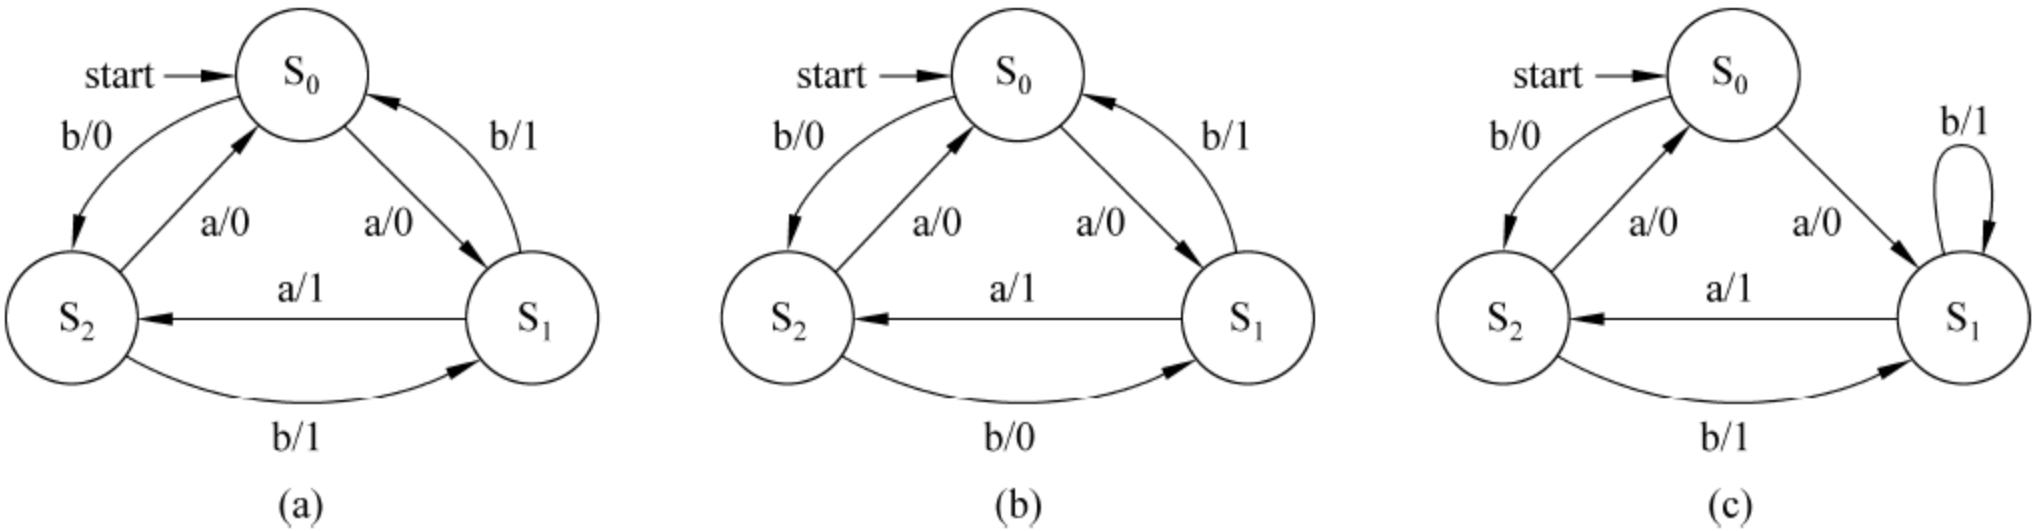 start S₀
b/0 b/1
a/0 a/0
a/1
S₂ S₁
b/1
(a)
start S₀
b/0 b/1
a/0 a/0
a/1
S₂ S₁
b/0
(b)
start S₀
b/1
b/0
a/0 a/0
a/1
S₂ S₁
b/1
(c)